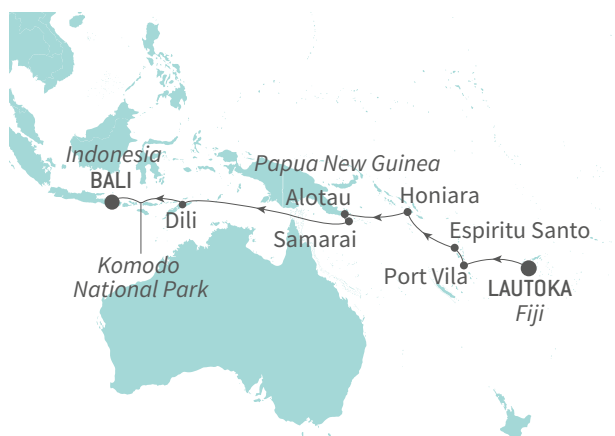 Indonesia
BALI
Papua New Guinea
Alotau
Honiara
Dili
Samarai
Espiritu Santo
Komodo
National Park
Port Vila
LAUTOKA
Fiji